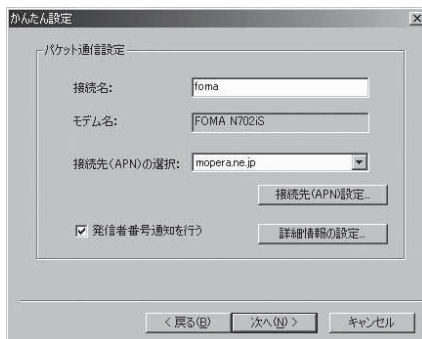 かんたん設定
パケット通信設定
接続名: foma
モデム名: FOMA N702iS
接続先(APN)の選択: mopera.ne.jp
接続先(APN)設定...
発信者番号通知を行う 詳細情報の設定...
< 戻る(B) 次へ(N) > キャンセル